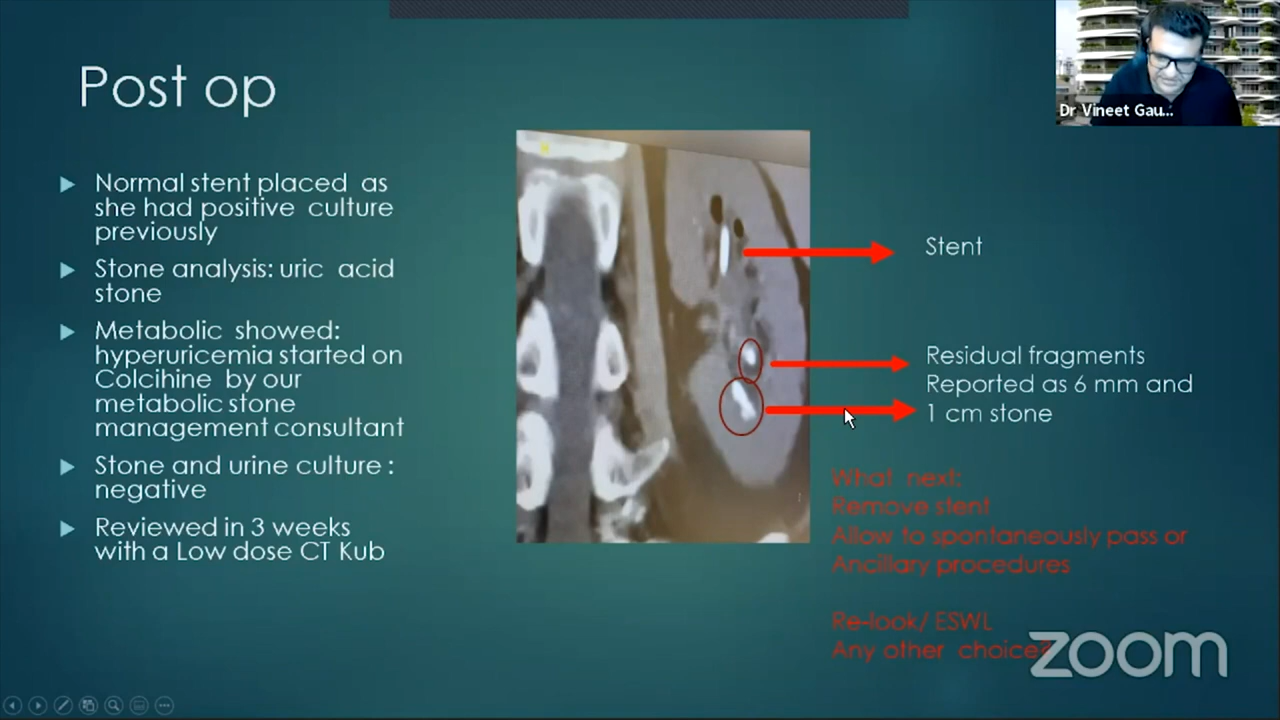 Post op
Normal stent placed as
she had positive culture
previously
Stone analysis: uric acid
stone
Metabolic showed:
hyperuricemia started on
Colcihine by our
metabolic stone
management consultant
Stone and urine culture :
negative
Reviewed in 3 weeks
with a Low dose CT Kub
Stent
Residual fragments
Reported as 6 mm and
1 cm stone
What next:
Remove stent
Allow to spontaneously pass or
Ancillary procedures
Re-look/ ESWL
Any other choice?
Dr Vineet Gau...
zoom